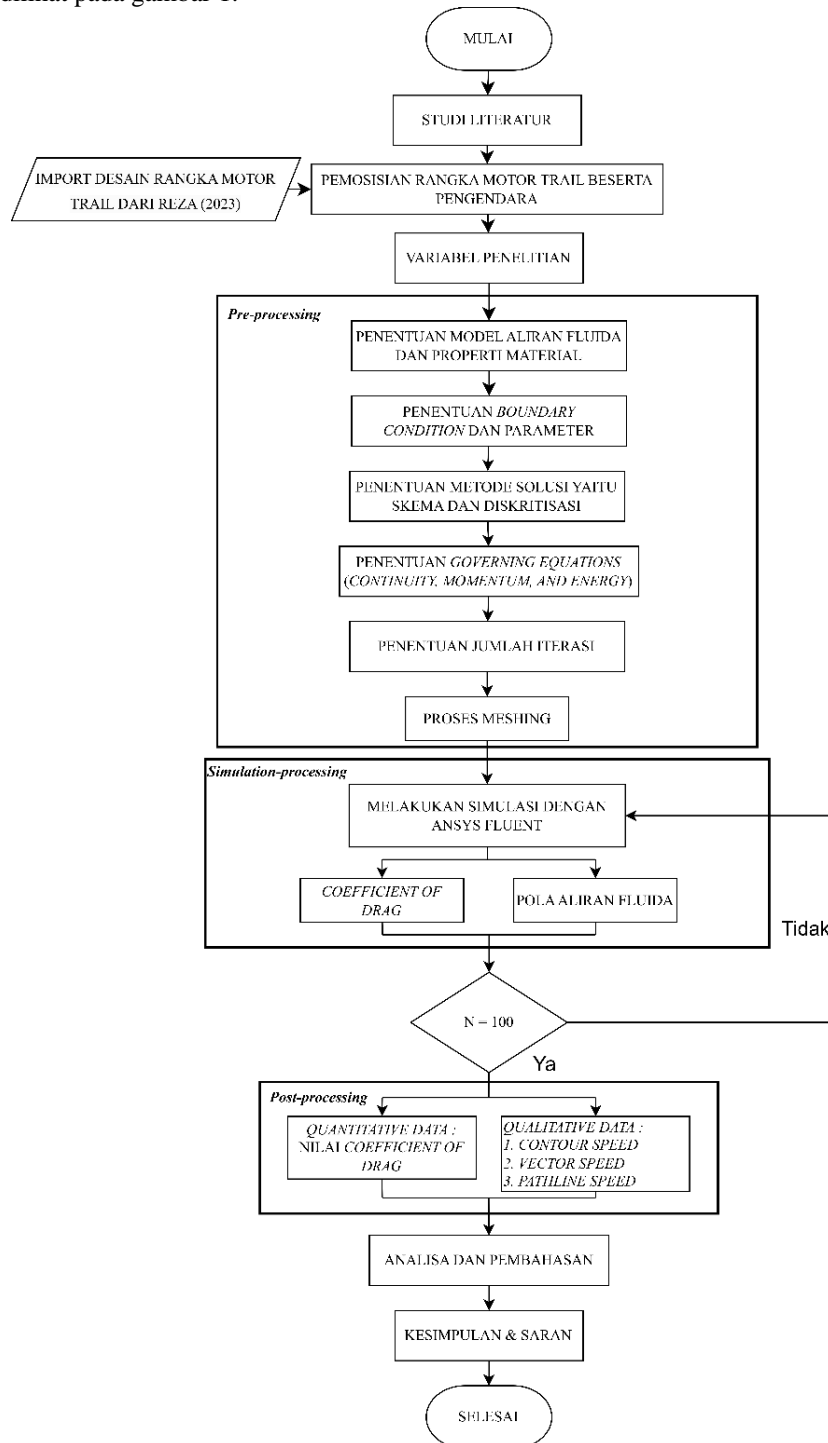 dilihat pada gambar 1.
MULAI
STUDI LITERATUR
IMPORT DESAIN RANGKA MOTOR
TRAIL DARI REZA (2023)
PEMOSISIAN RANGKA MOTOR TRAIL BESERTA
PENGENDARA
VARIABEL PENELITIAN
Pre-processing
PENENTUAN MODEL ALIRAN FLUIDA
DAN PROPERTI MATERIAL
PENENTUAN BOUNDARY
CONDITION DAN PARAMETER
PENENTUAN METODE SOLUSI YAITU
SKEMA DAN DISKRITISASI
PENENTUAN GOVERNING EQUATIONS
(CONTINUITY, MOMENTUM, AND ENERGY)
PENENTUAN JUMLAH ITERASI
PROSES MESHING
Simulation-processing
MELAKUKAN SIMULASI DENGAN
ANSYS FLUENT
COEFFICIENT OF
DRAG
POLA ALIRAN FLUIDA
Tidak
N = 100
Ya
Post-processing
QUANTITATIVE DATA :
NILAI COEFFICIENT OF
DRAG
QUALITATIVE DATA :
1. CONTOUR SPEED
2. VECTOR SPEED
3. PATHLINE SPEED
ANALISA DAN PEMBAHASAN
KESIMPULAN & SARAN
SELESAI